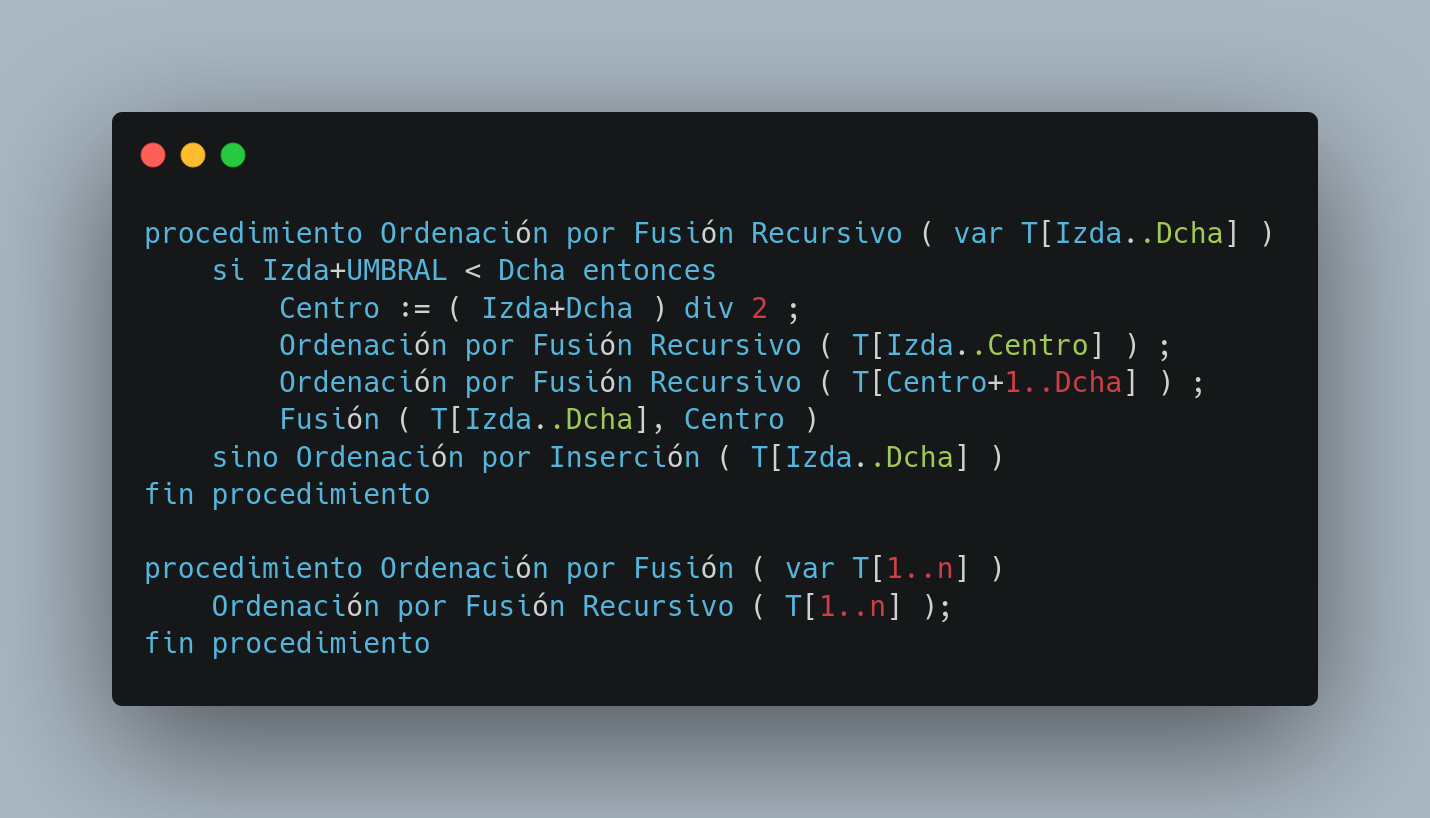 procedimiento Ordenación por Fusión Recursivo ( var T[Izda..Dcha] )
    si Izda+UMBRAL < Dcha entonces
        Centro := ( Izda+Dcha ) div 2 ;
        Ordenación por Fusión Recursivo ( T[Izda..Centro] ) ;
        Ordenación por Fusión Recursivo ( T[Centro+1..Dcha] ) ;
        Fusión ( T[Izda..Dcha], Centro )
    sino Ordenación por Inserción ( T[Izda..Dcha] )
fin procedimiento

procedimiento Ordenación por Fusión ( var T[1..n] )
    Ordenación por Fusión Recursivo ( T[1..n] );
fin procedimiento